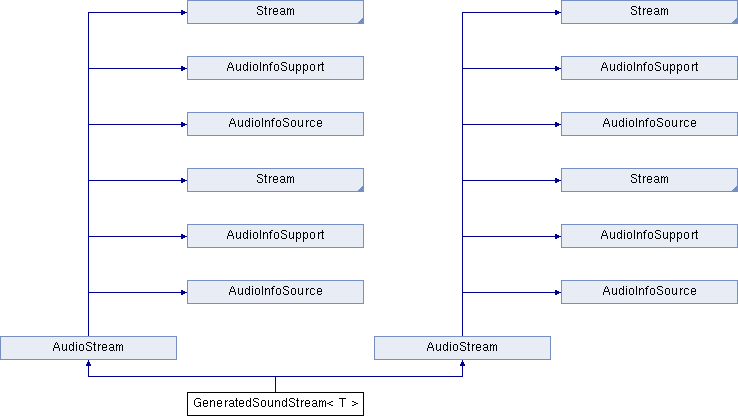 Stream Stream
AudioInfoSupport AudioInfoSupport
AudioInfoSource AudioInfoSource
Stream Stream
AudioInfoSupport AudioInfoSupport
AudioInfoSource AudioInfoSource
AudioStream AudioStream
GeneratedSoundStream< T >